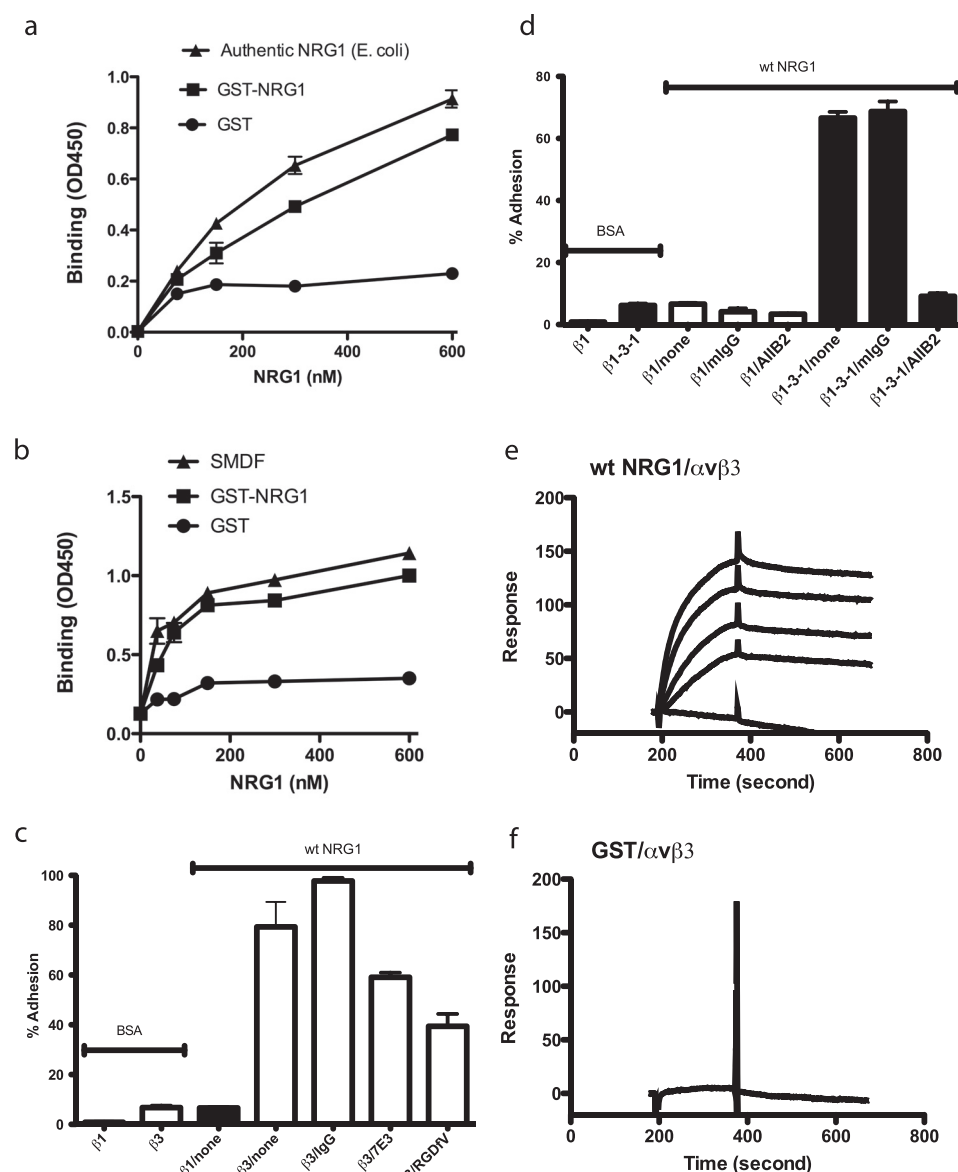 a
Authentic NRG1 (E. coli)
GST-NRG1
GST
Binding (OD450)
1.0
0.8
0.6
0.4
0.2
0.0
0
200
400
600
NRG1 (nM)
b
SMDF
GST-NRG1
GST
Binding (OD450)
1.5
1.0
0.5
0.0
0
200
400
600
NRG1 (nM)
c
wt NRG1
BSA
% Adhesion
100
80
60
40
20
0
β1
β3
β1/none
β3/none
β3/IgG
β3/7E3
d
wt NRG1
BSA
% Adhesion
80
60
40
20
0
β1
β1-3-1
β1/none
β1/mIgG
β1/AIIB2
β1-3-1/none
β1-3-1/mIgG
β1-3-1/AIIB2
e
wt NRG1/αvβ3
Response
200
150
100
50
0
0
200
400
600
800
Time (second)
f
GST/αvβ3
Response
200
150
100
50
0
0
200
400
600
800
Time (second)